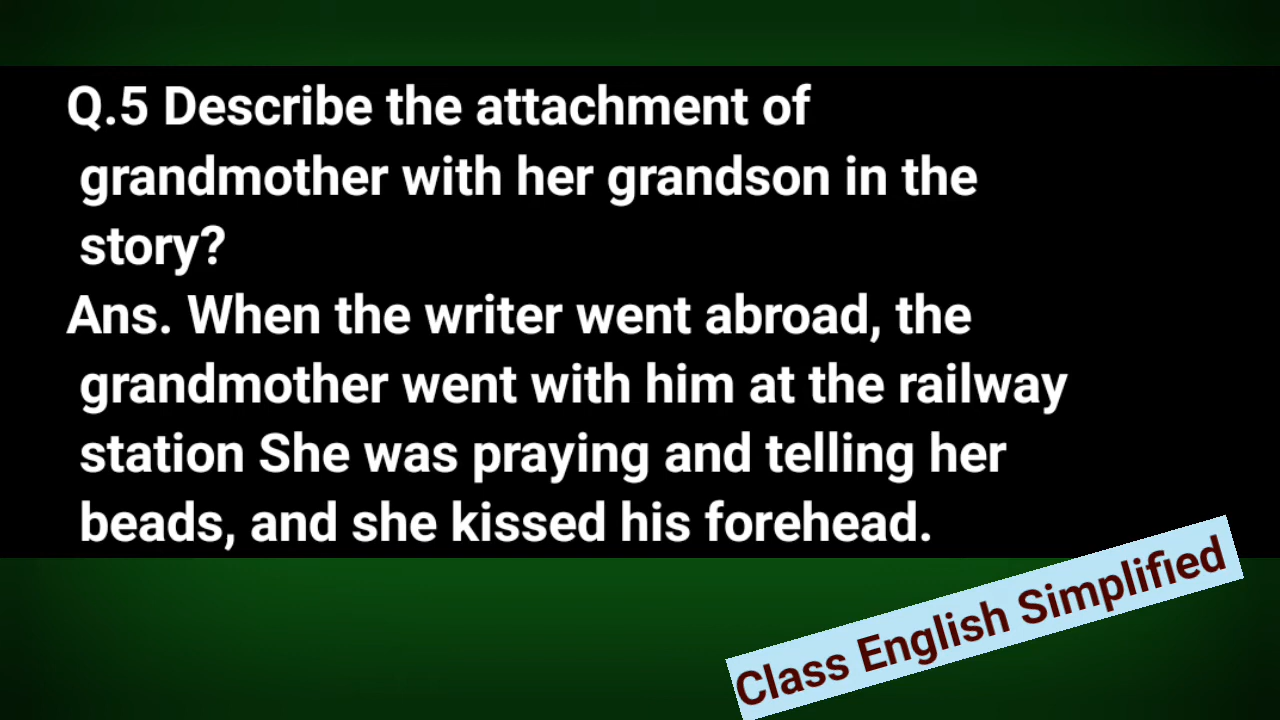 Q.5 Describe the attachment of
grandmother with her grandson in the
story?
Ans. When the writer went abroad, the
grandmother went with him at the railway
station She was praying and telling her
beads, and she kissed his forehead.
Class English Simplified